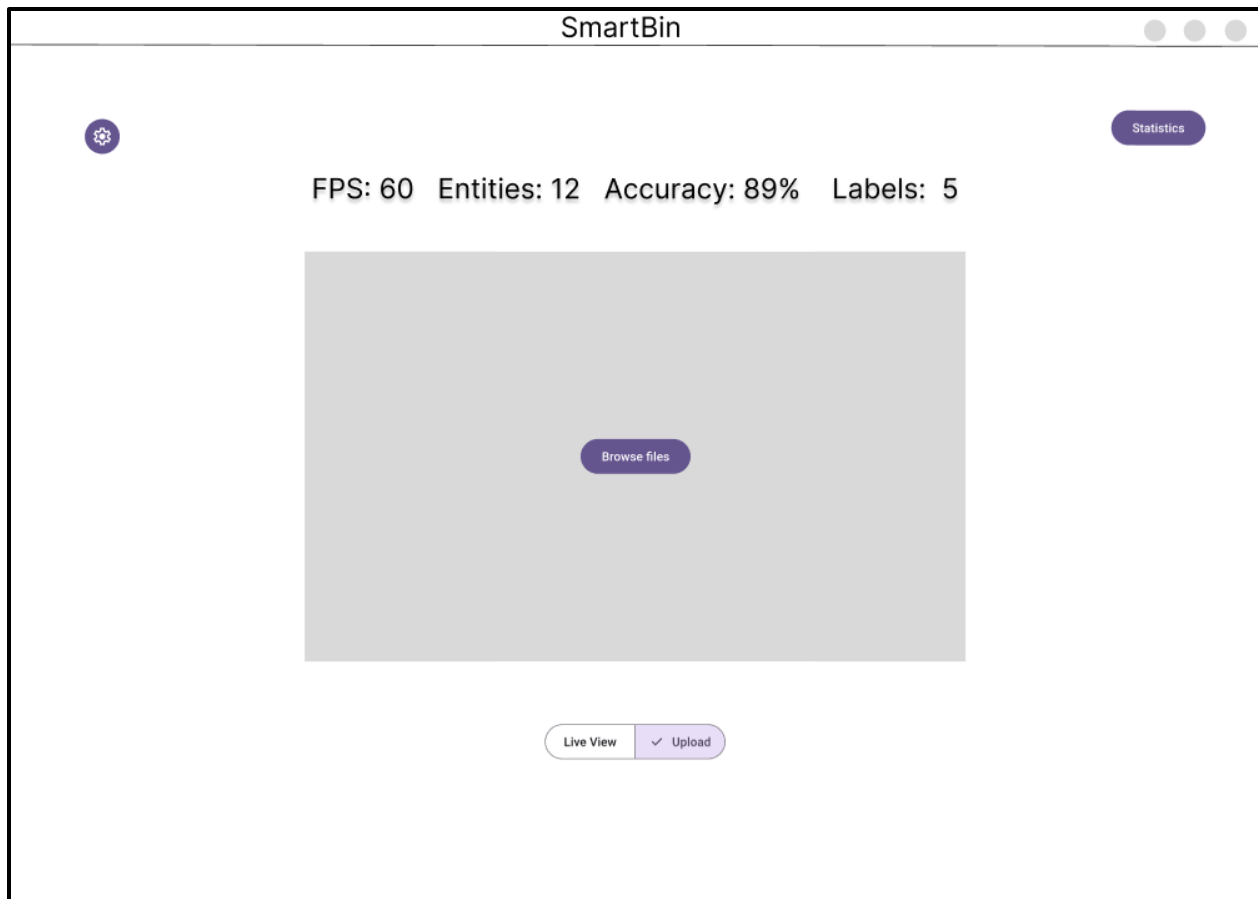 SmartBin
Statistics
FPS: 60 Entities: 12 Accuracy: 89% Labels: 5
Browse files
Live View Upload